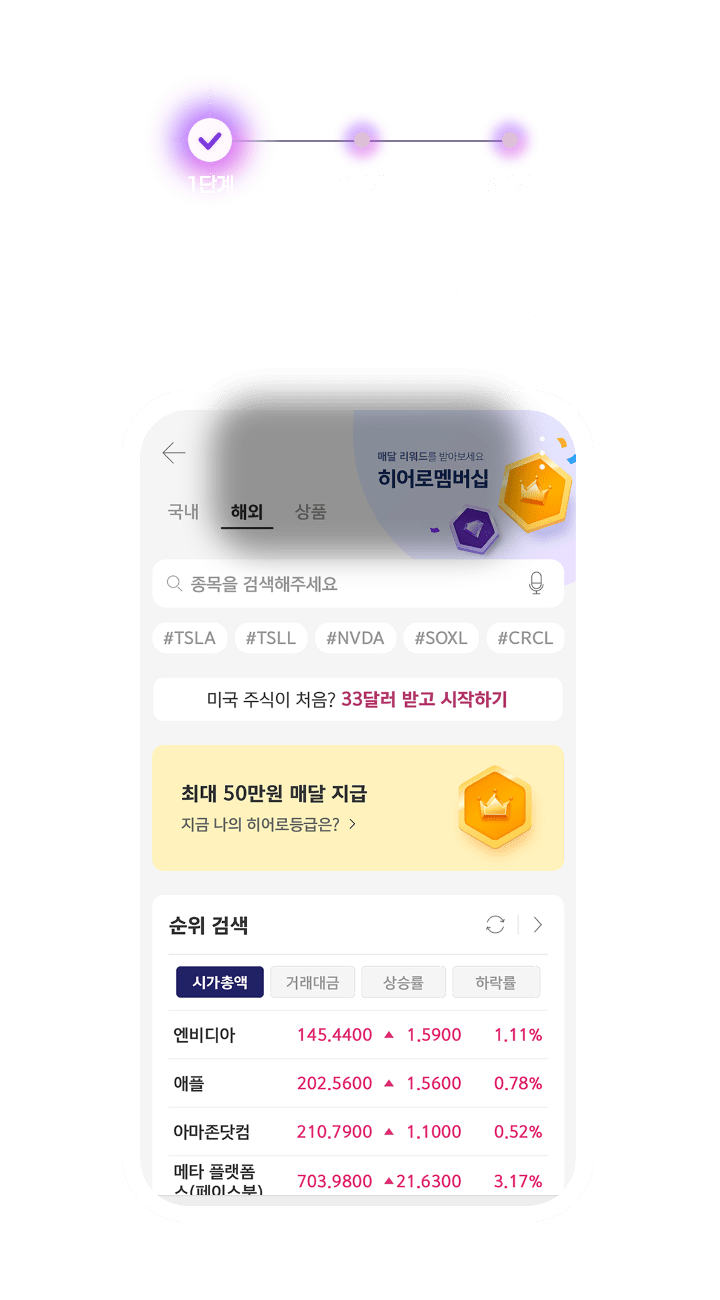 1단계
매달 리워드를 받아보세요
히어로멤버십
국내 해외 상품
종목을 검색해주세요
#TSLA #TSLL #NVDA #SOXL #CRCL
미국 주식이 처음? 33달러 받고 시작하기
최대 50만원 매달 지급
지금 나의 히어로등급은? >
순위 검색
시가총액 거래대금 상승률 하락률
엔비디아 145.4400 ▲ 1.5900 1.11%
애플 202.5600 ▲ 1.5600 0.78%
아마존닷컴 210.7900 ▲ 1.1000 0.52%
메타 플랫폼
스(페이스북) 703.9800 ▲21.6300 3.17%